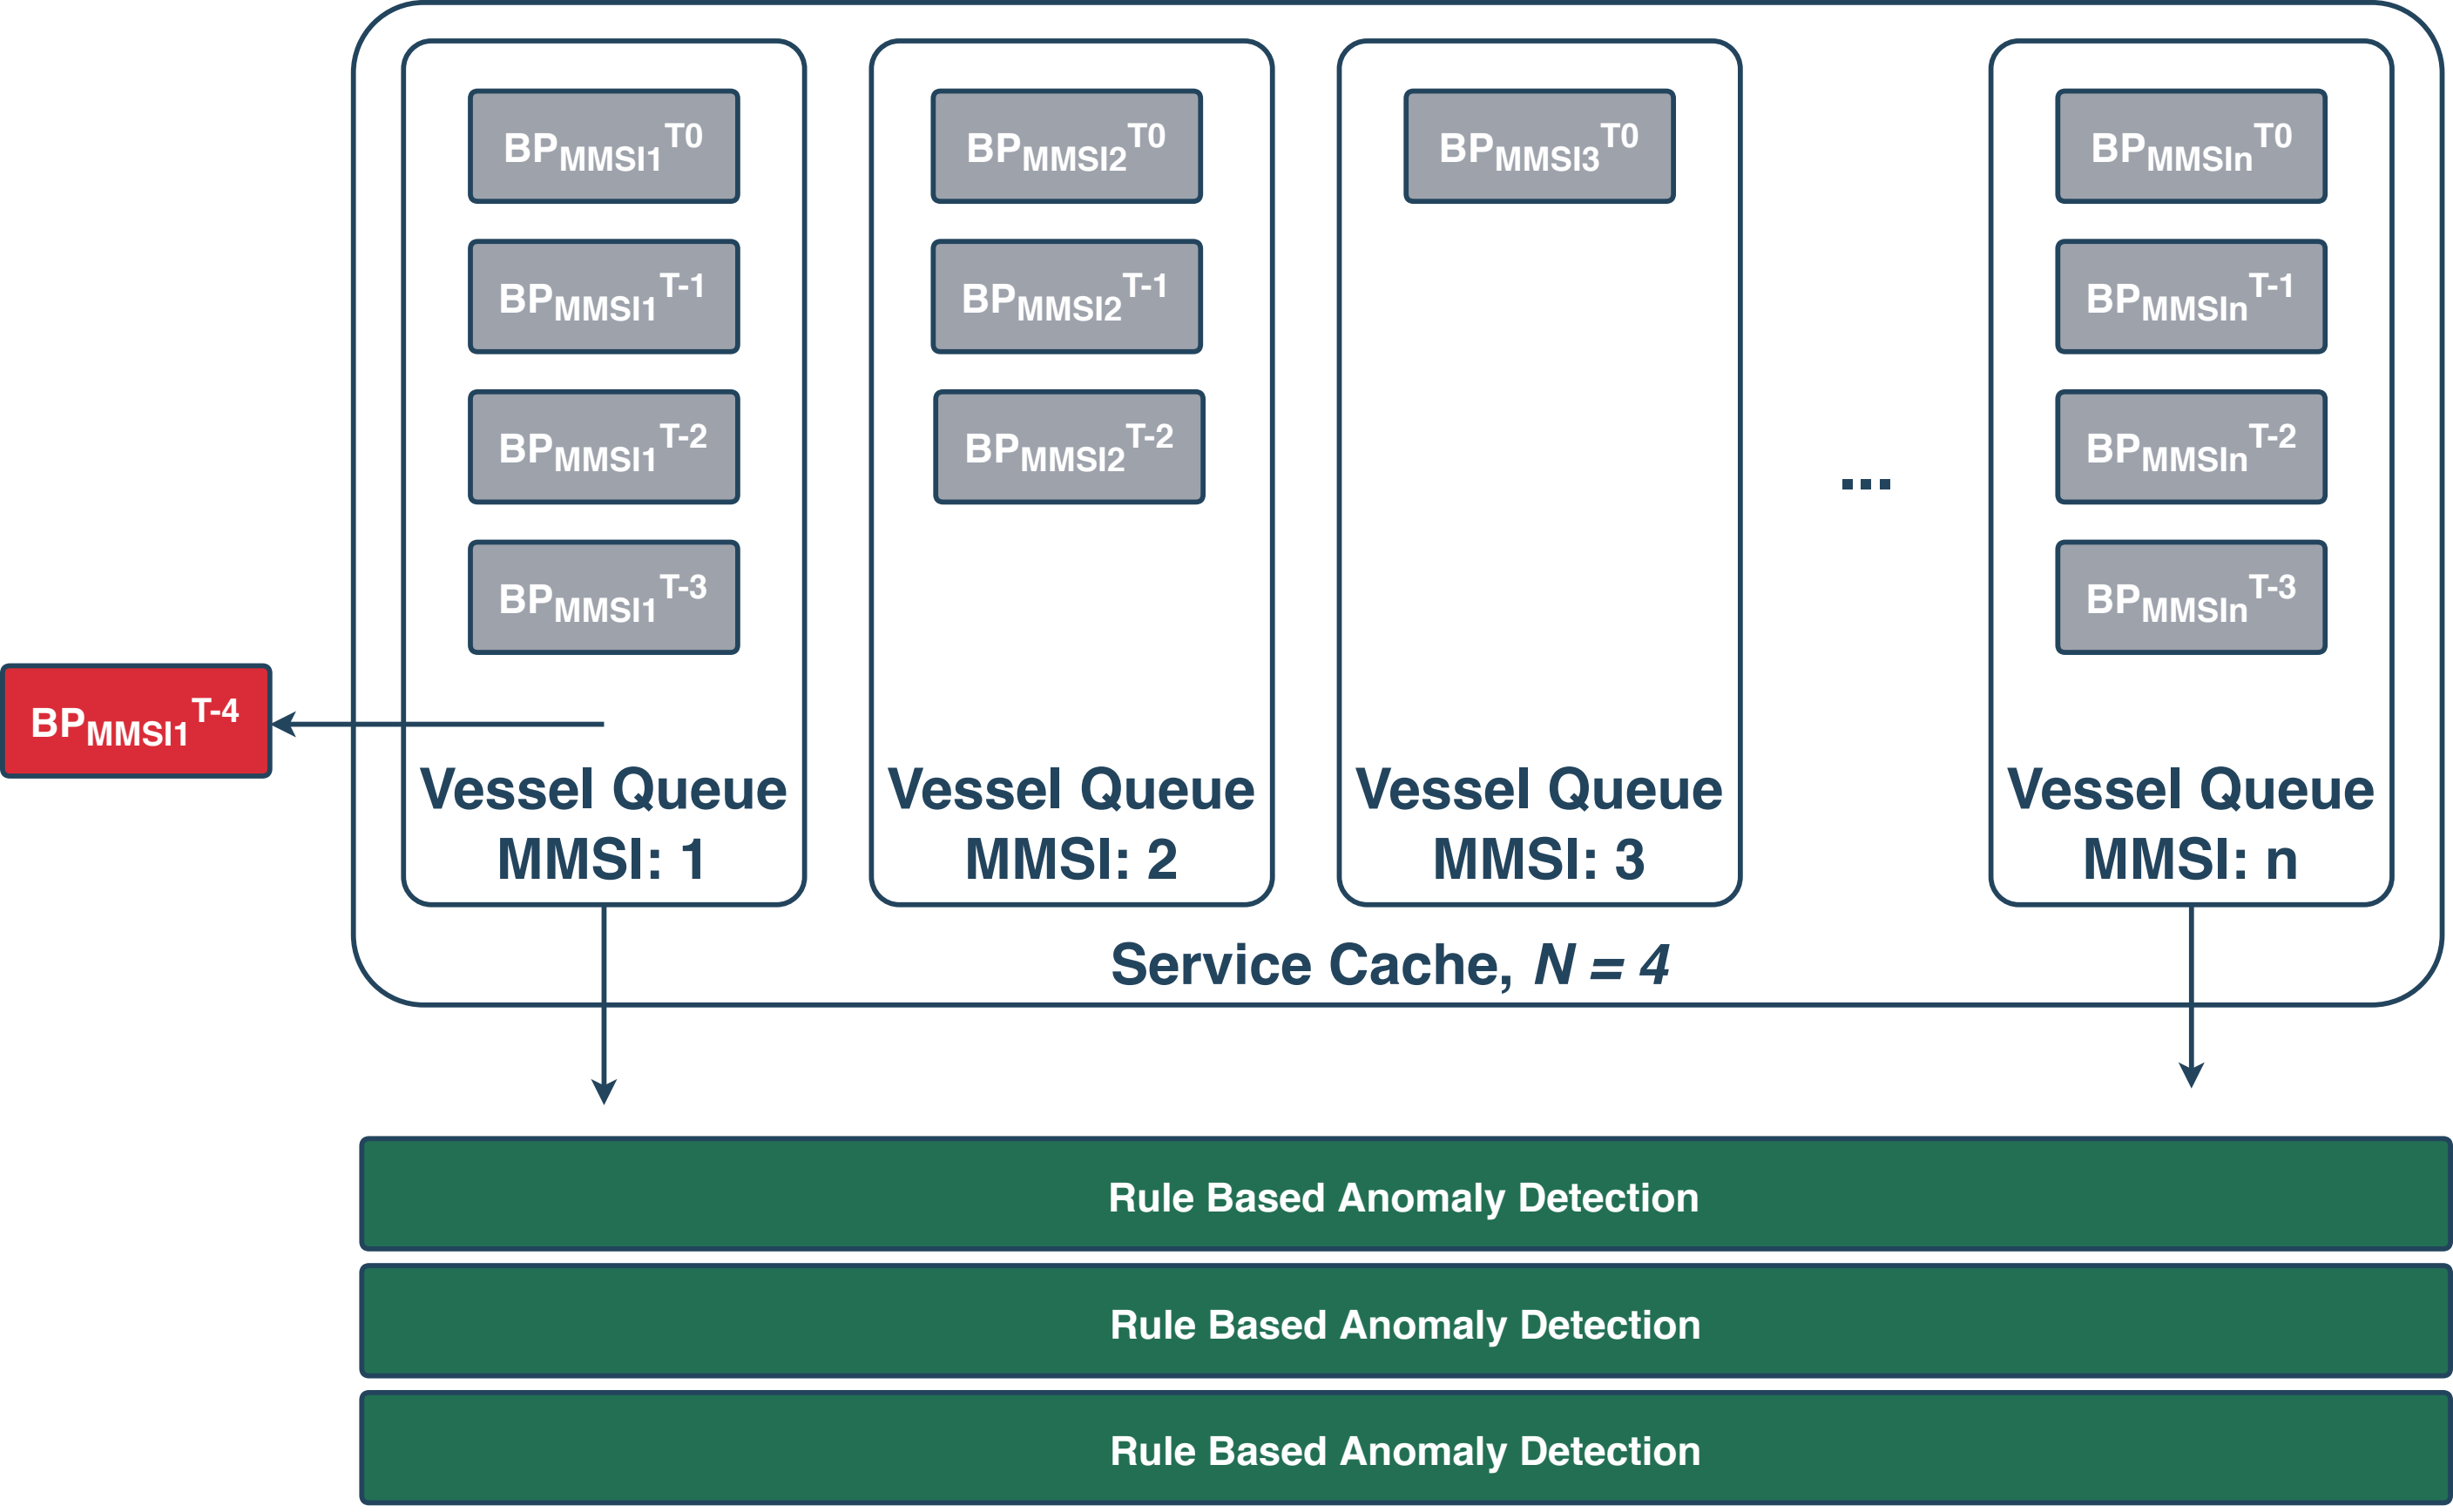 BPMMSI1T0
BPMMSI2T0
BPMMSI3T0
BPMMSInT0
BPMMSI1T-1
BPMMSI2T-1
BPMMSInT-1
BPMMSI1T-2
BPMMSI2T-2
...
BPMMSInT-2
BPMMSI1T-3
BPMMSInT-3
BPMMSI1T-4
Vessel Queue
MMSI: 1
Vessel Queue
MMSI: 2
Vessel Queue
MMSI: 3
Vessel Queue
MMSI: n
Service Cache, N = 4
Rule Based Anomaly Detection
Rule Based Anomaly Detection
Rule Based Anomaly Detection